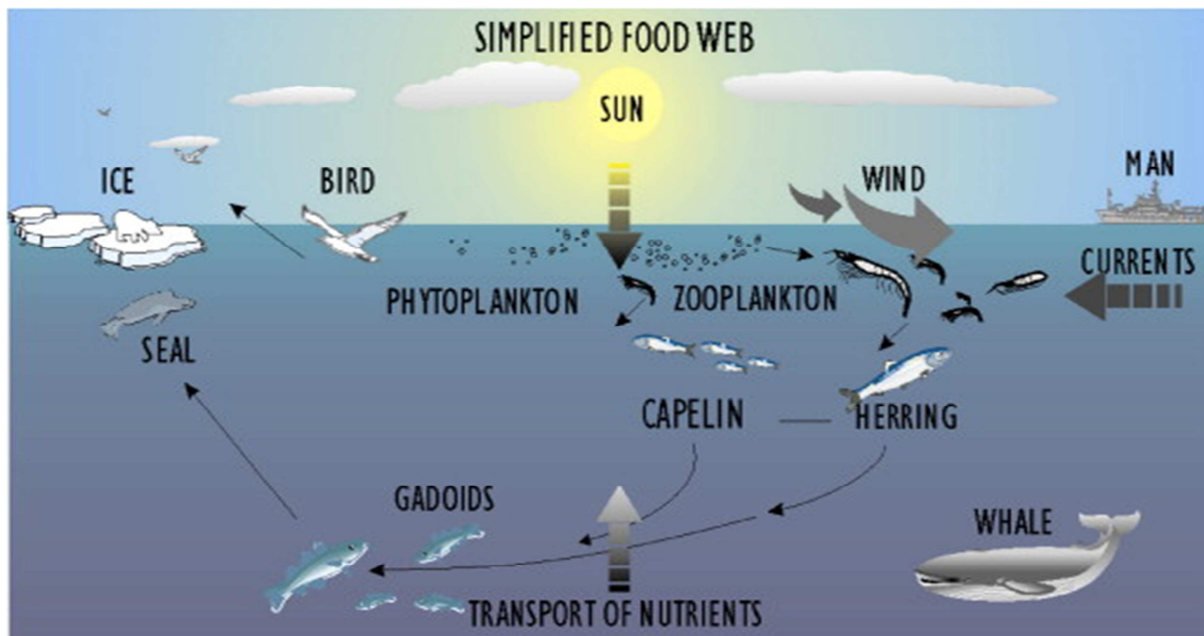 SIMPLIFIED FOOD WEB
SUN
ICE
BIRD
WIND
MAN
CURRENTS
PHYTOPLANKTON
ZOOPLANKTON
SEAL
CAPELIN
HERRING
GADOIDS
WHALE
TRANSPORT OF NUTRIENTS